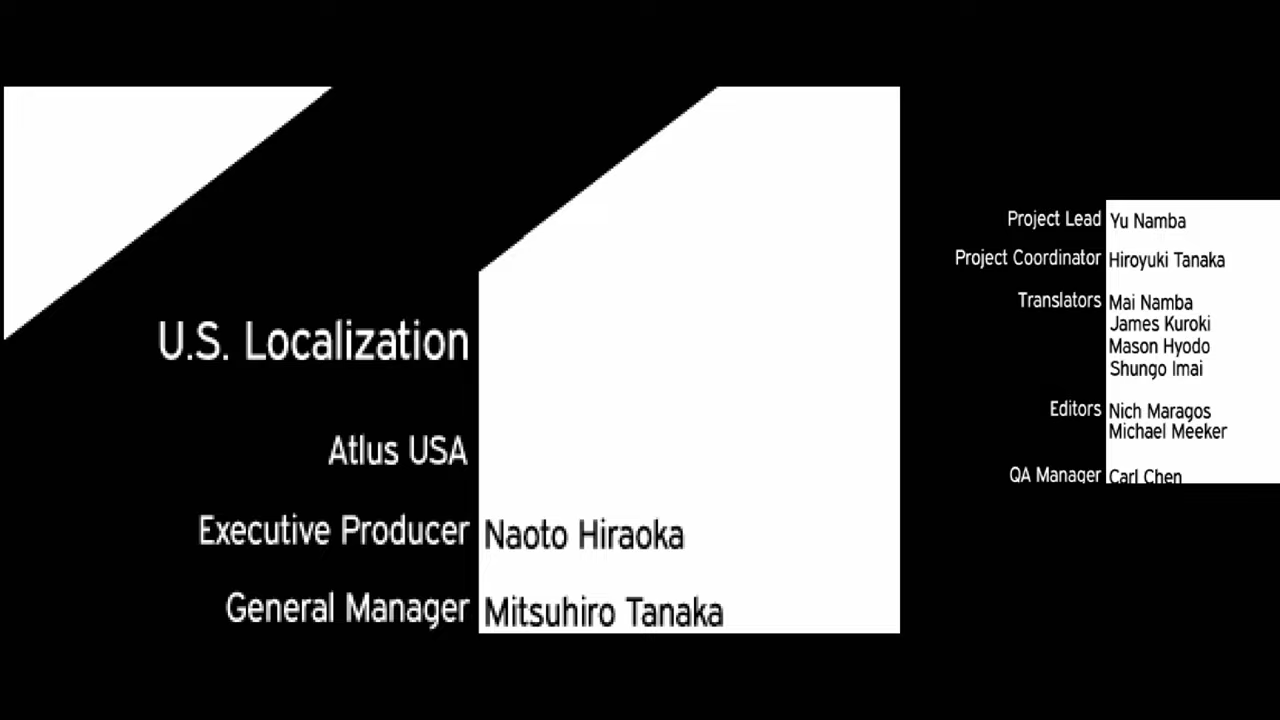 U.S. Localization
Atlus USA
Executive Producer Naoto Hiraoka
General Manager Mitsuhiro Tanaka
Project Lead Yu Namba
Project Coordinator Hiroyuki Tanaka
Translators Mai Namba
James Kuroki
Mason Hyodo
Shungo Imai
Editors Nich Maragos
Michael Meeker
QA Manager Carl Chen